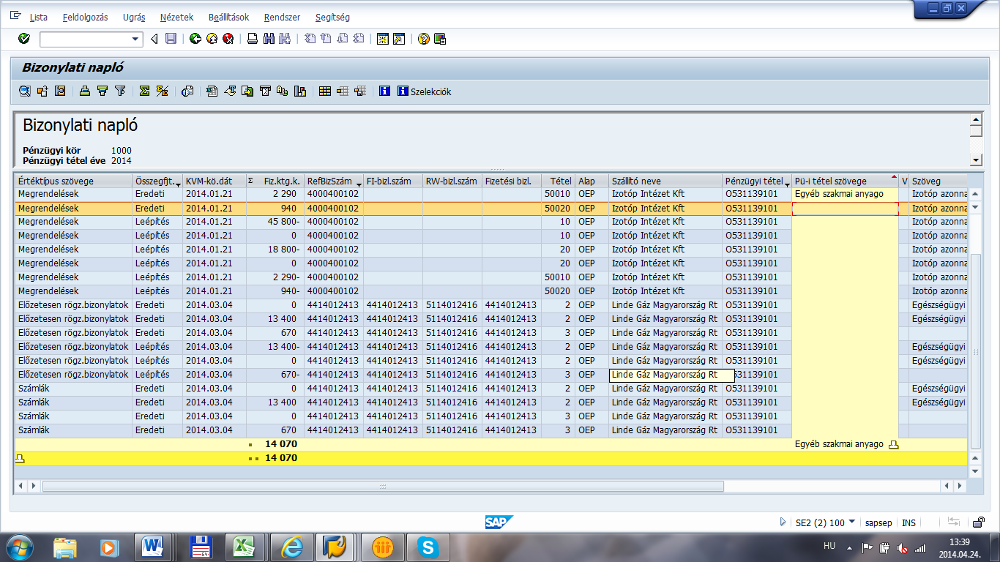 Lista Feldolgozás Ugrás Nézetek Beállítások Rendszer Segítség
Bizonylati napló
Szelekciók
Bizonylati napló
Pénzügyi kör 1000
Pénzügyi tétel éve 2014
Értéktípus szövege Összegfjt. KVM-kö.dát Σ Fiz.ktg.k. RefBizSzám FI-bizl.szám RW-bizl.szám Fizetési bizl. Tétel Alap Szállító neve Pénzügyi tétel Pü-i tétel szövege V Szöveg
Megrendelések Eredeti 2014.01.21 2 290 4000400102 50010 OEP Izotóp Intézet Kft O531139101 Egyéb szakmai anyago Izotóp azonna
Megrendelések Eredeti 2014.01.21 940 4000400102 50020 OEP Izotóp Intézet Kft O531139101 Izotóp azonna
Megrendelések Leépítés 2014.01.21 45 800- 4000400102 10 OEP Izotóp Intézet Kft O531139101 Izotóp azonna
Megrendelések Leépítés 2014.01.21 0 4000400102 10 OEP Izotóp Intézet Kft O531139101 Izotóp azonna
Megrendelések Leépítés 2014.01.21 18 800- 4000400102 20 OEP Izotóp Intézet Kft O531139101 Izotóp azonna
Megrendelések Leépítés 2014.01.21 0 4000400102 20 OEP Izotóp Intézet Kft O531139101 Izotóp azonna
Megrendelések Leépítés 2014.01.21 2 290- 4000400102 50010 OEP Izotóp Intézet Kft O531139101 Izotóp azonna
Megrendelések Leépítés 2014.01.21 940- 4000400102 50020 OEP Izotóp Intézet Kft O531139101 Izotóp azonna
Előzetesen rögz.bizonylatok Eredeti 2014.03.04 0 4414012413 4414012413 5114012416 4414012413 2 OEP Linde Gáz Magyarország Rt O531139101 Egészségügyi
Előzetesen rögz.bizonylatok Eredeti 2014.03.04 13 400 4414012413 4414012413 5114012416 4414012413 2 OEP Linde Gáz Magyarország Rt O531139101 Egészségügyi
Előzetesen rögz.bizonylatok Eredeti 2014.03.04 670 4414012413 4414012413 5114012416 4414012413 3 OEP Linde Gáz Magyarország Rt O531139101
Előzetesen rögz.bizonylatok Leépítés 2014.03.04 13 400- 4414012413 4414012413 5114012416 4414012413 2 OEP Linde Gáz Magyarország Rt O531139101 Egészségügyi
Előzetesen rögz.bizonylatok Leépítés 2014.03.04 0 4414012413 4414012413 5114012416 4414012413 2 OEP Linde Gáz Magyarország Rt O531139101 Egészségügyi
Előzetesen rögz.bizonylatok Leépítés 2014.03.04 670- 4414012413 4414012413 5114012416 4414012413 3 OEP Linde Gáz Magyarország Rt 531139101
Számlák Eredeti 2014.03.04 0 4414012413 4414012413 5114012416 4414012413 2 OEP Linde Gáz Magyarország Rt O531139101 Egészségügyi
Számlák Eredeti 2014.03.04 13 400 4414012413 4414012413 5114012416 4414012413 2 OEP Linde Gáz Magyarország Rt O531139101 Egészségügyi
Számlák Eredeti 2014.03.04 0 4414012413 4414012413 5114012416 4414012413 3 OEP Linde Gáz Magyarország Rt O531139101
Számlák Eredeti 2014.03.04 670 4414012413 4414012413 5114012416 4414012413 3 OEP Linde Gáz Magyarország Rt O531139101
14 070 Egyéb szakmai anyago
14 070
SAP SE2 (2) 100 sapsep INS
HU 13:39
2014.04.24.